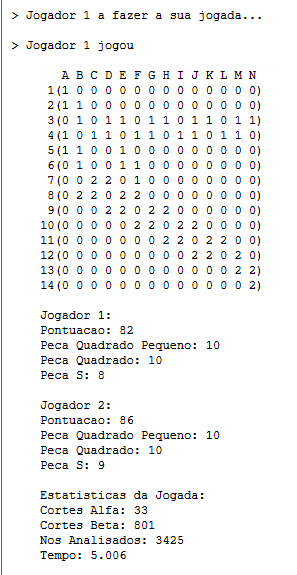 > Jogador 1 a fazer a sua jogada...
> Jogador 1 jogou
A B C D E F G H I J K L M N
1(1 0 0 0 0 0 0 0 0 0 0 0 0 0)
2(1 1 0 0 0 0 0 0 0 0 0 0 0 0)
3(0 1 0 1 1 0 1 1 0 1 1 0 1 1)
4(1 0 1 1 0 1 1 0 1 1 0 1 1 0)
5(1 1 0 0 1 0 0 0 0 0 0 0 0 0)
6(0 1 0 0 1 1 0 0 0 0 0 0 0 0)
7(0 0 2 2 0 1 0 0 0 0 0 0 0 0)
8(0 2 2 0 2 2 0 0 0 0 0 0 0 0)
9(0 0 0 2 2 0 2 2 0 0 0 0 0 0)
10(0 0 0 0 0 2 2 0 2 2 0 0 0 0)
11(0 0 0 0 0 0 0 2 2 0 2 2 0 0)
12(0 0 0 0 0 0 0 0 0 2 2 0 2 0)
13(0 0 0 0 0 0 0 0 0 0 0 0 2 2)
14(0 0 0 0 0 0 0 0 0 0 0 0 0 2)
Jogador 1:
Pontuacao: 82
Peca Quadrado Pequeno: 10
Peca Quadrado: 10
Peca S: 8
Jogador 2:
Pontuacao: 86
Peca Quadrado Pequeno: 10
Peca Quadrado: 10
Peca S: 9
Estatisticas da Jogada:
Cortes Alfa: 33
Cortes Beta: 801
Nos Analisados: 3425
Tempo: 5.006